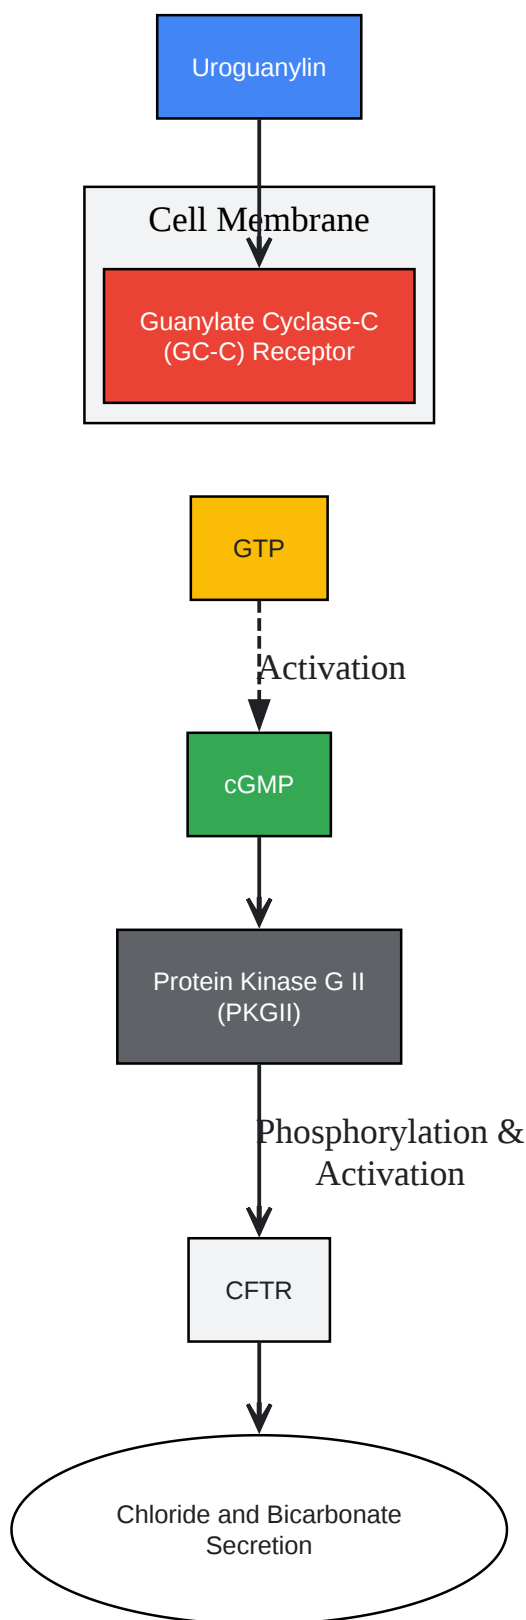 Uroguanylin
Cell Membrane
Guanylate Cyclase-C
(GC-C) Receptor
GTP
Activation
cGMP
Protein Kinase G II
(PKGII)
Phosphorylation &
Activation
CFTR
Chloride and Bicarbonate
Secretion